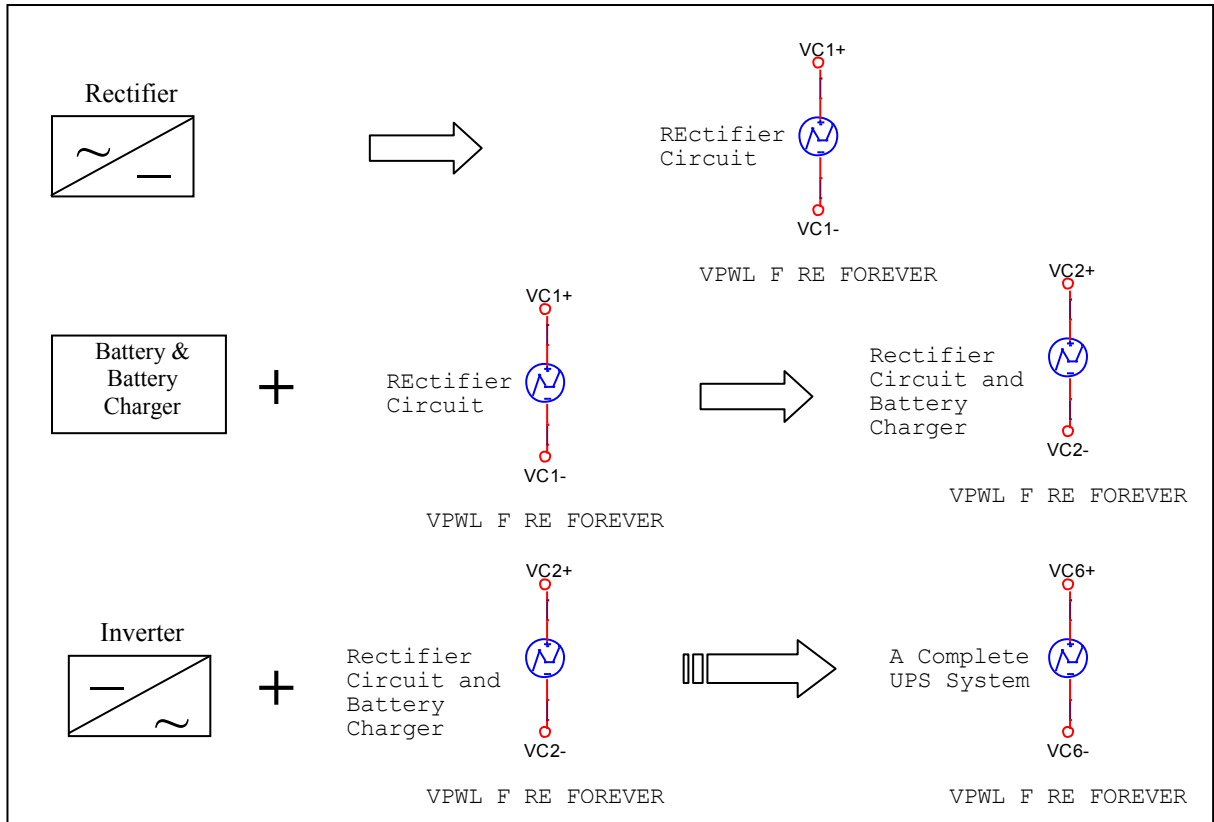 VC1+
Rectifier
REctifier
Circuit
~
—
VC1-
VPWL F RE FOREVER
VC2+
VC1+
Battery &
Battery
Charger
+
REctifier
Circuit
Rectifier
Circuit and
Battery
Charger
VC2-
VC1-
VPWL F RE FOREVER
VPWL F RE FOREVER
VC2+
VC6+
Inverter
—
~
+
Rectifier
Circuit and
Battery
Charger
A Complete
UPS System
VC2-
VC6-
VPWL F RE FOREVER
VPWL F RE FOREVER